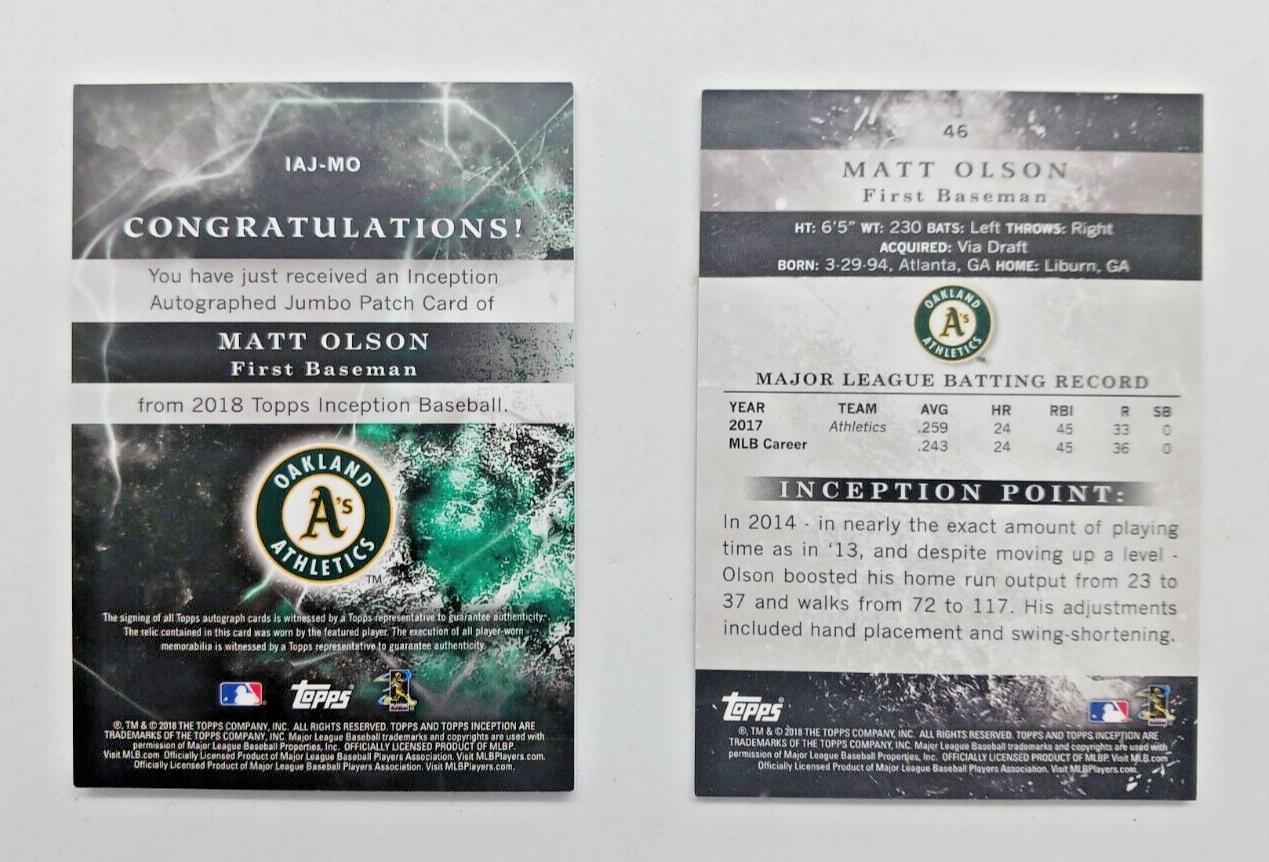 IAJ-MO
CONGRATULATIONS!
You have just received an Inception
Autographed Jumbo Patch Card of
MATT OLSON
First Baseman
from 2018 Topps Inception Baseball.
OAKLAND
A's
ATHLETICS
TM
The signing of all Topps autograph cards is witnessed by a Topps representative to guarantee authenticity.
The relic contained in this card was worn by the featured player. The execution of all player-worn
memorabilia is witnessed by a Topps representative to guarantee authenticity.
Topps
®, TM & © 2018 THE TOPPS COMPANY, INC. ALL RIGHTS RESERVED. TOPPS AND TOPPS INCEPTION ARE
TRADEMARKS OF THE TOPPS COMPANY, INC. Major League Baseball trademarks and copyrights are used with
permission of Major League Baseball Properties, Inc. OFFICIALLY LICENSED PRODUCT OF MLBP.
Visit MLB.com Officially Licensed Product of Major League Baseball Players Association. Visit MLBPlayers.com.
Officially Licensed Product of Major League Baseball Players Association. Visit MLBPlayers.com.
46
MATT OLSON
First Baseman
HT: 6'5" WT: 230 BATS: Left THROWS: Right
ACQUIRED: Via Draft
BORN: 3-29-94, Atlanta, GA HOME: Liburn, GA
OAKLAND
A's
ATHLETICS
TM
MAJOR LEAGUE BATTING RECORD
YEAR TEAM AVG HR RBI R SB
2017 Athletics .259 24 45 33 0
MLB Career .243 24 45 36 0
INCEPTION POINT:
In 2014 - in nearly the exact amount of playing
time as in '13, and despite moving up a level -
Olson boosted his home run output from 23 to
37 and walks from 72 to 117. His adjustments
included hand placement and swing-shortening.
Topps
®, TM & © 2018 THE TOPPS COMPANY, INC. ALL RIGHTS RESERVED. TOPPS AND TOPPS INCEPTION ARE
TRADEMARKS OF THE TOPPS COMPANY, INC. Major League Baseball trademarks and copyrights are used with
permission of Major League Baseball Properties, Inc. OFFICIALLY LICENSED PRODUCT OF MLBP. Visit MLB.com
Officially Licensed Product of Major League Baseball Players Association. Visit MLBPlayers.com.